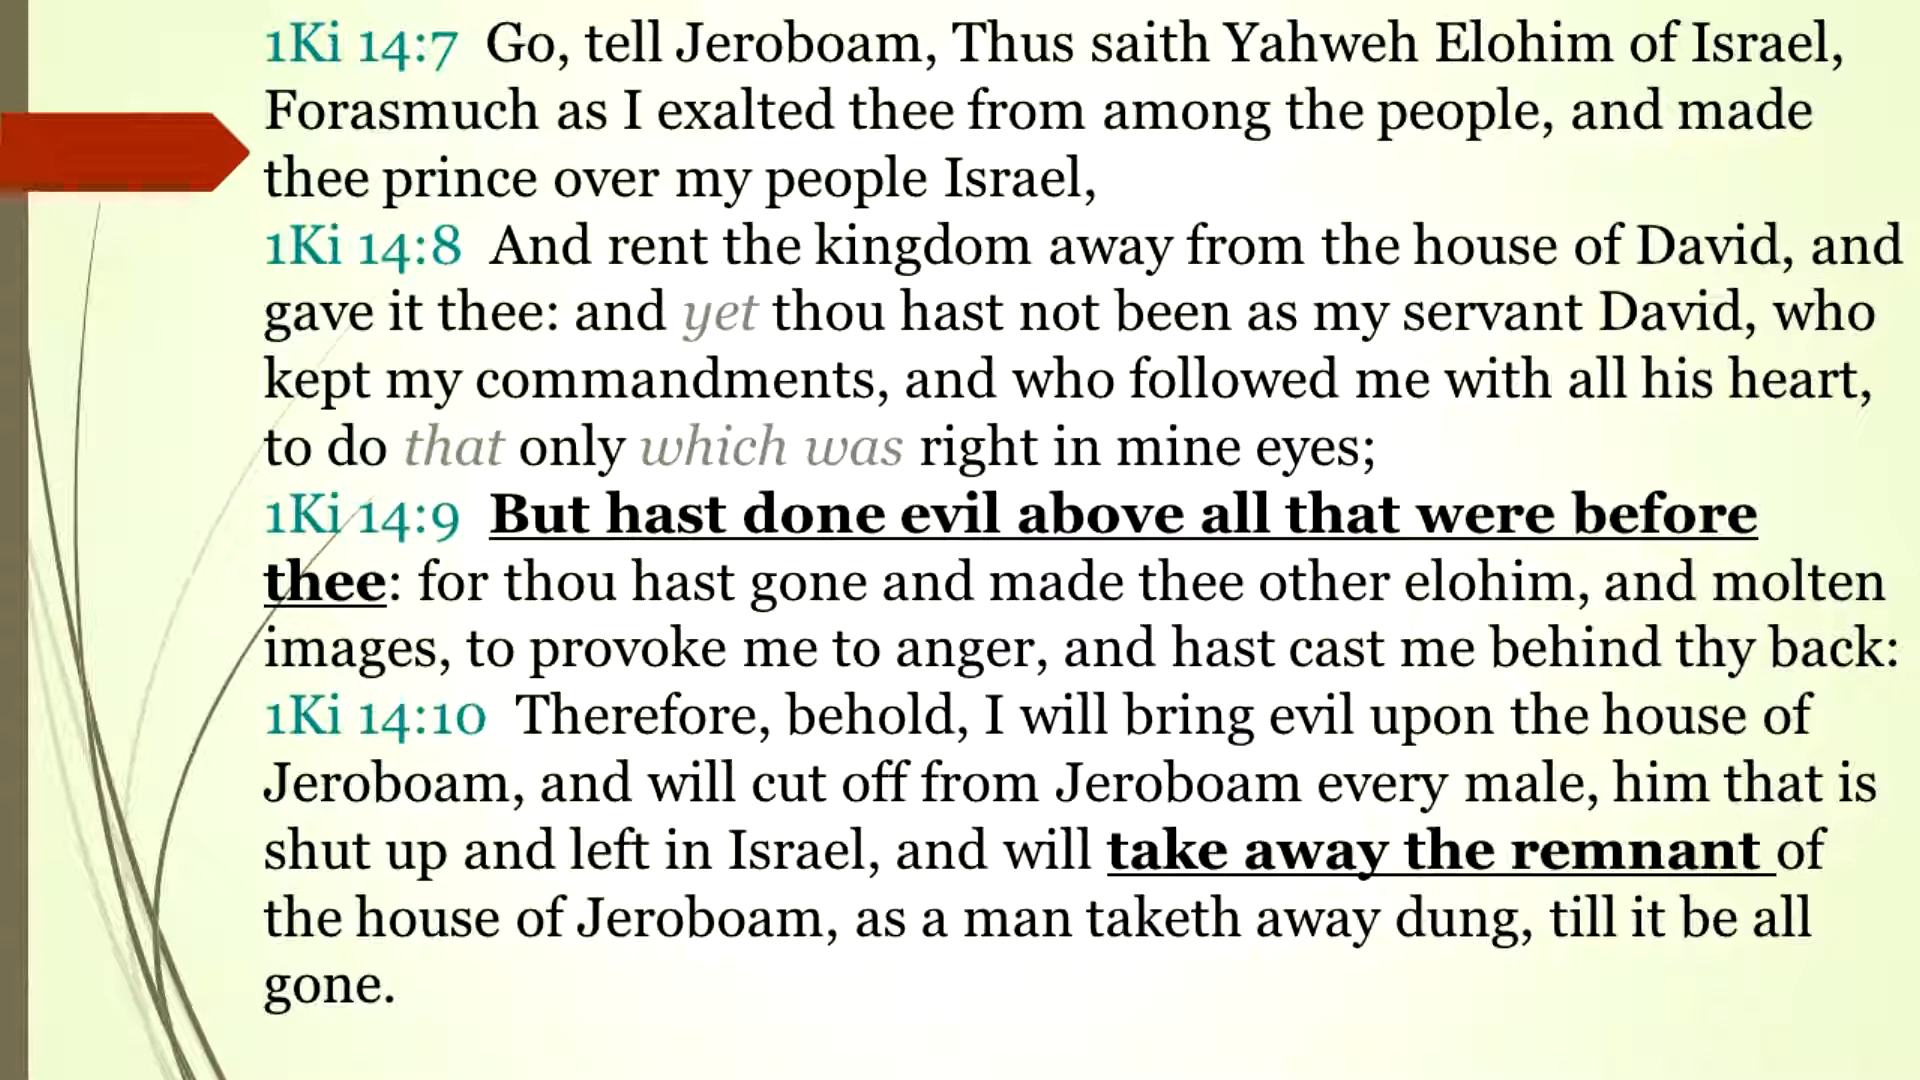 1Ki 14:7 Go, tell Jeroboam, Thus saith Yahweh Elohim of Israel,
Forasmuch as I exalted thee from among the people, and made
thee prince over my people Israel,
1Ki 14:8 And rent the kingdom away from the house of David, and
gave it thee: and yet thou hast not been as my servant David, who
kept my commandments, and who followed me with all his heart,
to do that only which was right in mine eyes;
1Ki 14:9 But hast done evil above all that were before
thee: for thou hast gone and made thee other elohim, and molten
images, to provoke me to anger, and hast cast me behind thy back:
1Ki 14:10 Therefore, behold, I will bring evil upon the house of
Jeroboam, and will cut off from Jeroboam every male, him that is
shut up and left in Israel, and will take away the remnant of
the house of Jeroboam, as a man taketh away dung, till it be all
gone.